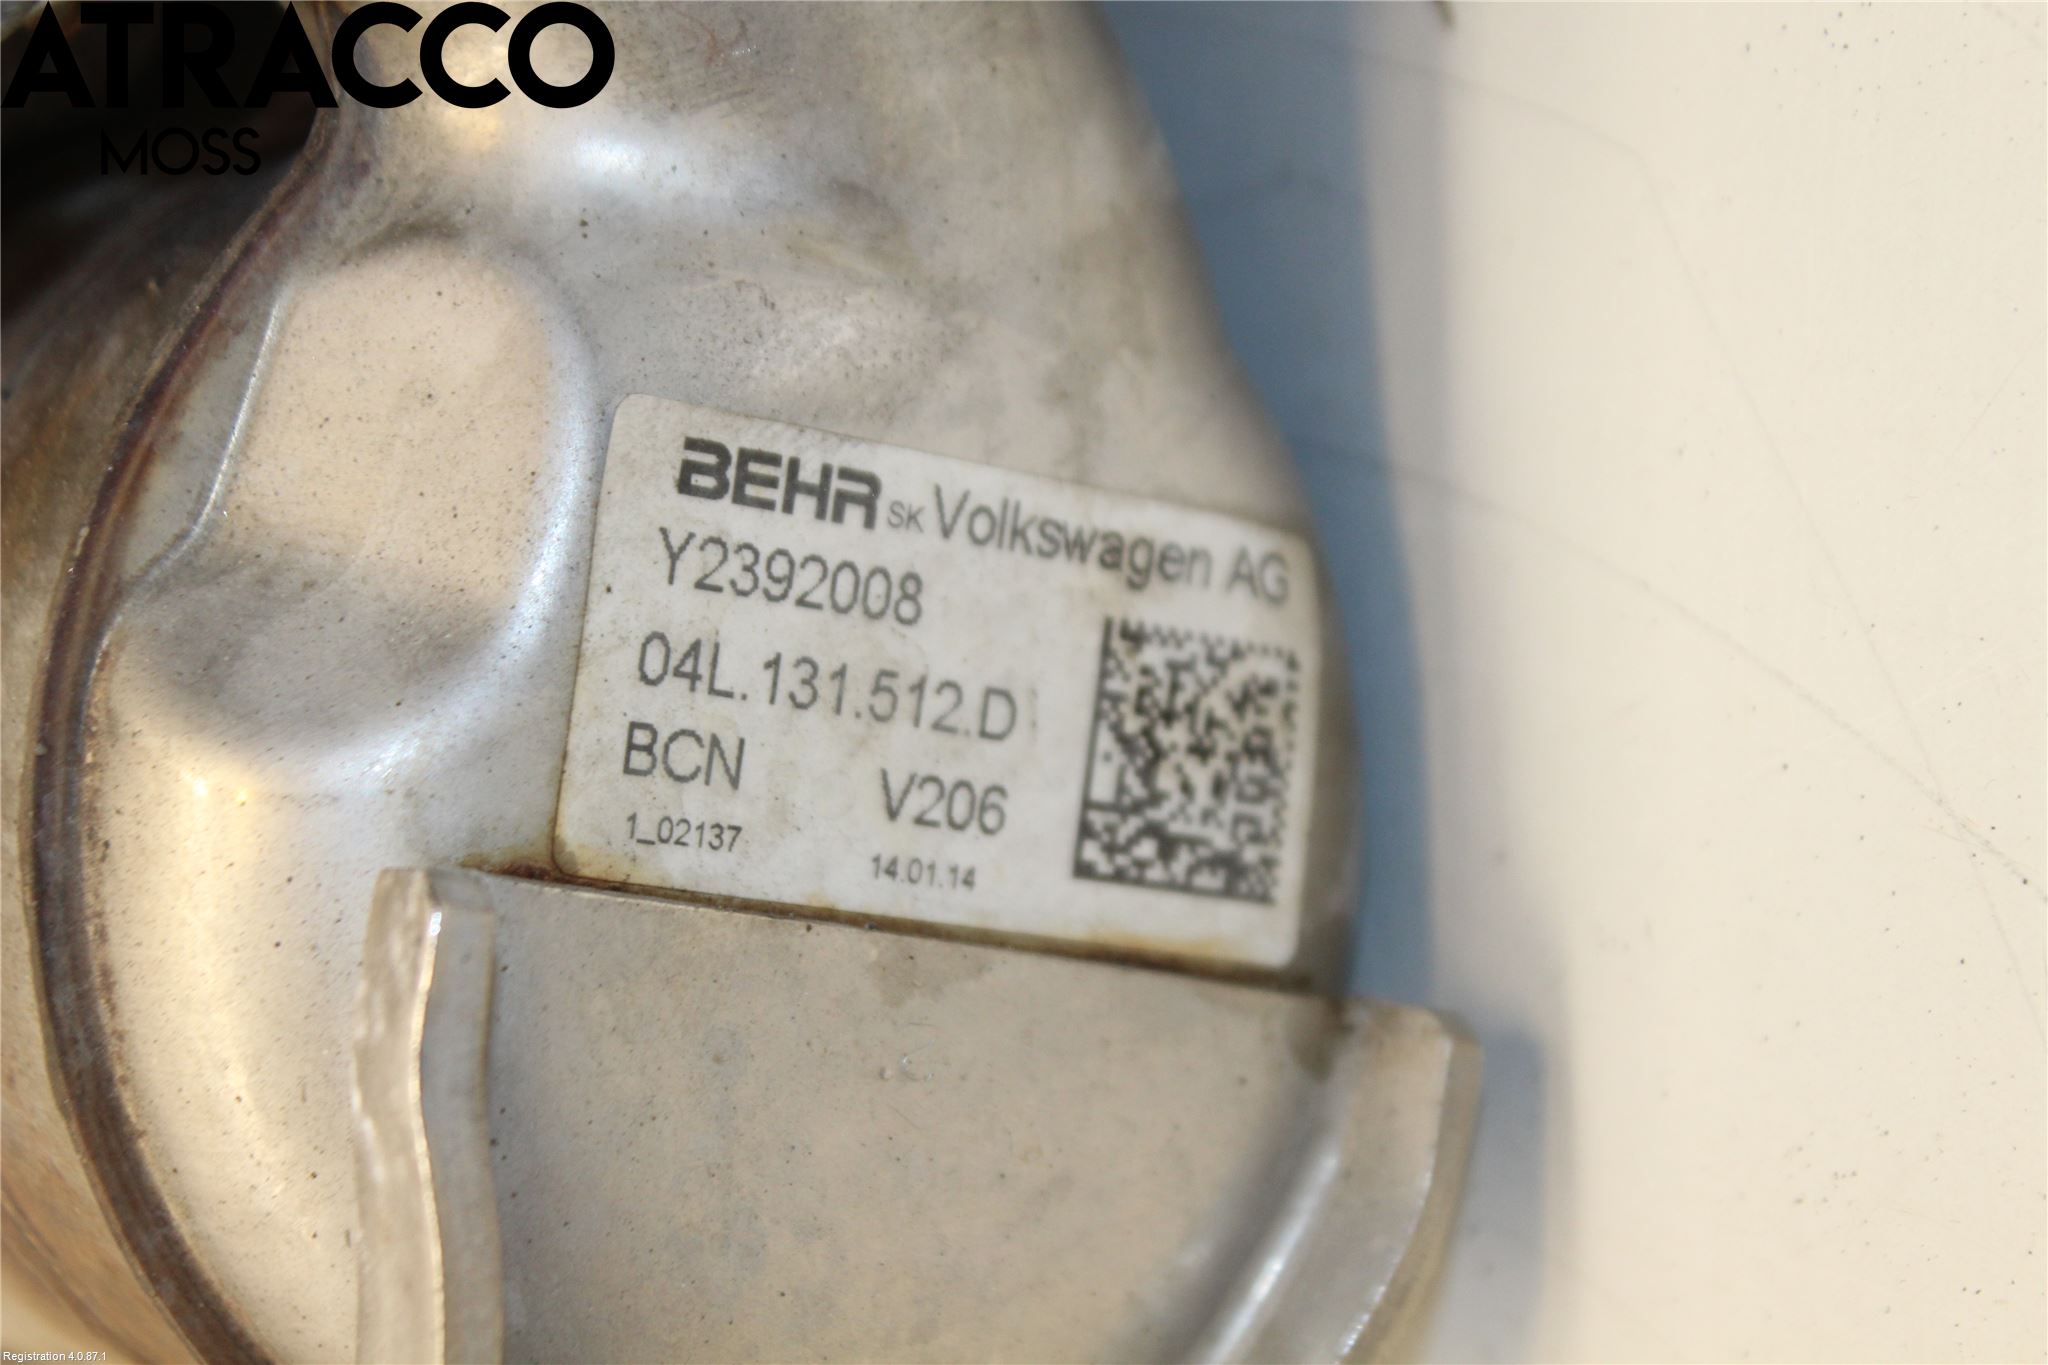 ATRACCO
MOSS
BEHR SK Volkswagen AG
Y2392008
04L.131.512.D
BCN V206
1_02137 14.01.14
Registration 4.0.87.1